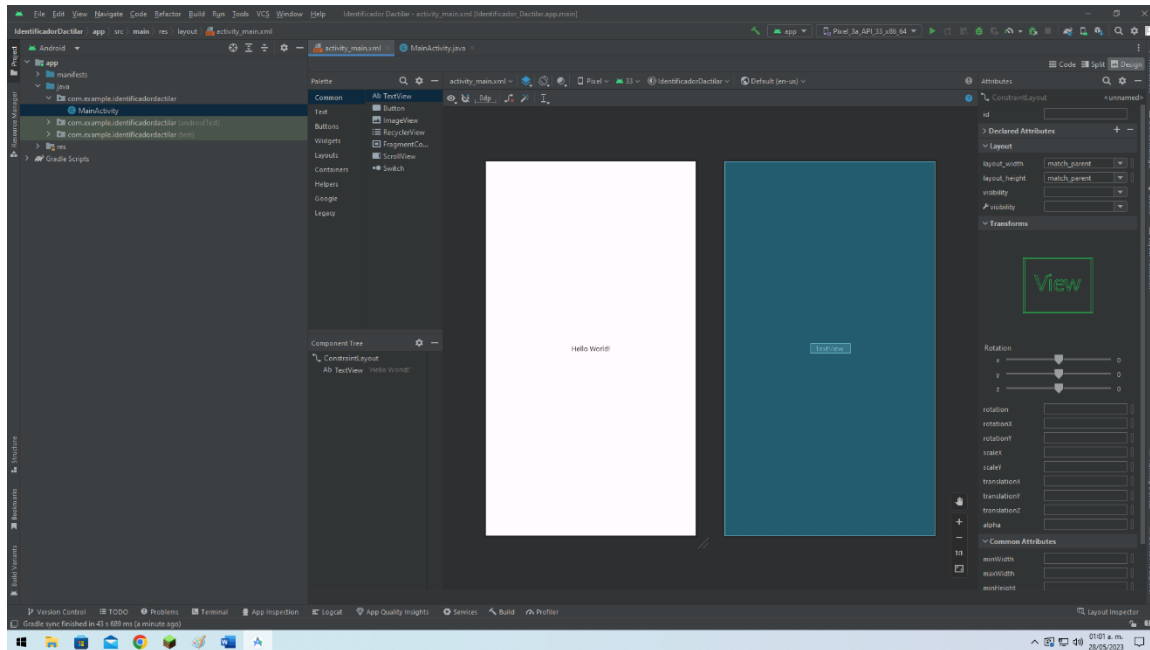 File Edit View Navigate Code Refactor Build Run Tools VCS Window Help Identificador Dactilar - activity_main.xml [Identificador_Dactilar.app.main]
IdentificadorDactilar app src main res layout activity_main.xml
app Pixel_3a_API_33_x86_64
Android
app
manifests
java
com.example.identificadordactilar
MainActivity
com.example.identificadordactilar (androidTest)
com.example.identificadordactilar (test)
res
Gradle Scripts
Project
Resource Manager
Structure
Bookmarks
Build Variants
activity_main.xml MainActivity.java
Code Split Design
Palette
Common
Text
Buttons
Widgets
Layouts
Containers
Helpers
Google
Legacy
Ab TextView
Button
ImageView
RecyclerView
FragmentCo...
ScrollView
Switch
activity_main.xml Pixel 33 IdentificadorDactilar Default (en-us)
0dp
Component Tree
ConstraintLayout
Ab TextView "Hello World!"
Hello World!
TextView
1:1
Attributes
ConstraintLayout <unnamed>
id
Declared Attributes
Layout
layout_width match_parent
layout_height match_parent
visibility
visibility
Transforms
View
Rotation
x 0
y 0
z 0
rotation
rotationX
rotationY
scaleX
scaleY
translationX
translationY
translationZ
alpha
Common Attributes
minWidth
maxWidth
minHeight
Version Control TODO Problems Terminal App Inspection Logcat App Quality Insights Services Build Profiler Layout Inspector
Gradle sync finished in 43 s 689 ms (a minute ago)
01:01 a. m.
28/05/2023